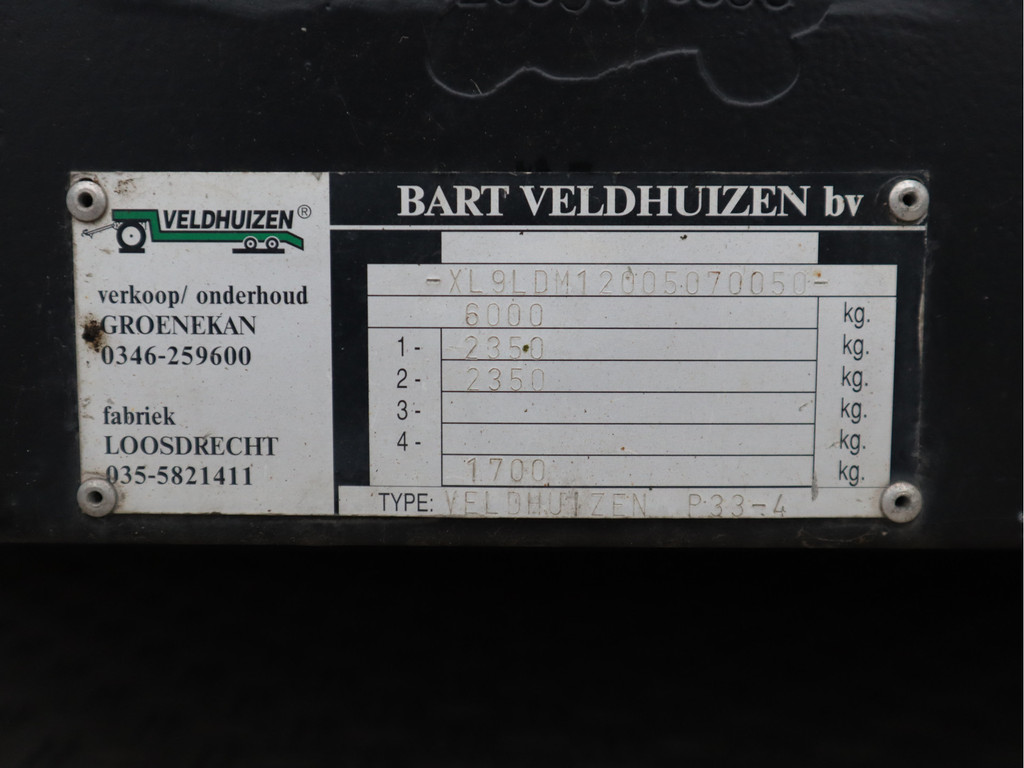 VELDHUIZEN®
verkoop/ onderhoud
GROENEKAN
0346-259600
fabriek
LOOSDRECHT
035-5821411
BART VELDHUIZEN bv
-XL9LDM12005070050-
6000 kg.
1- 2350 kg.
2- 2350 kg.
3- kg.
4- kg.
1700 kg.
TYPE: VELDHUIZEN P33-4